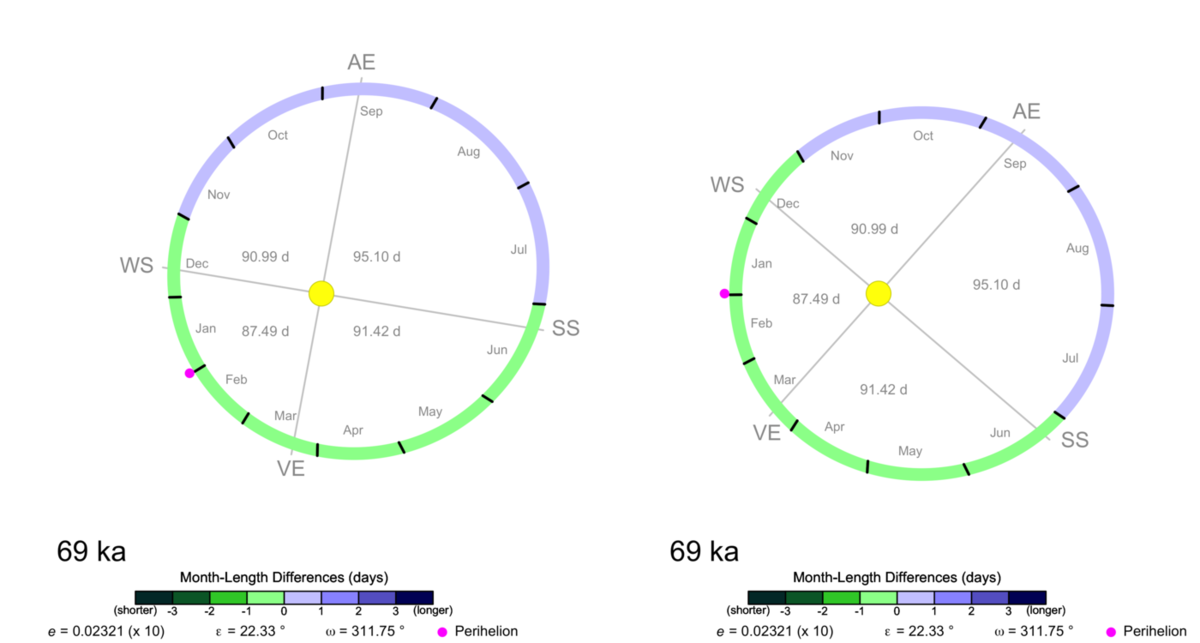 AE
Sep
Oct
Aug
Nov
Jul
WS
Dec
90.99 d
95.10 d
Jan
87.49 d
91.42 d
SS
Jun
Feb
Mar
May
Apr
VE
69 ka
Month-Length Differences (days)
(shorter) -3 -2 -1 0 1 2 3 (longer)
e = 0.02321 (x 10) ε = 22.33 ° ω = 311.75 ° Perihelion
AE
Oct
Nov
Sep
WS
Dec
90.99 d
Aug
Jan
95.10 d
87.49 d
Feb
Jul
Mar
91.42 d
Apr
VE
Jun
SS
May
69 ka
Month-Length Differences (days)
(shorter) -3 -2 -1 0 1 2 3 (longer)
e = 0.02321 (x 10) ε = 22.33 ° ω = 311.75 ° Perihelion